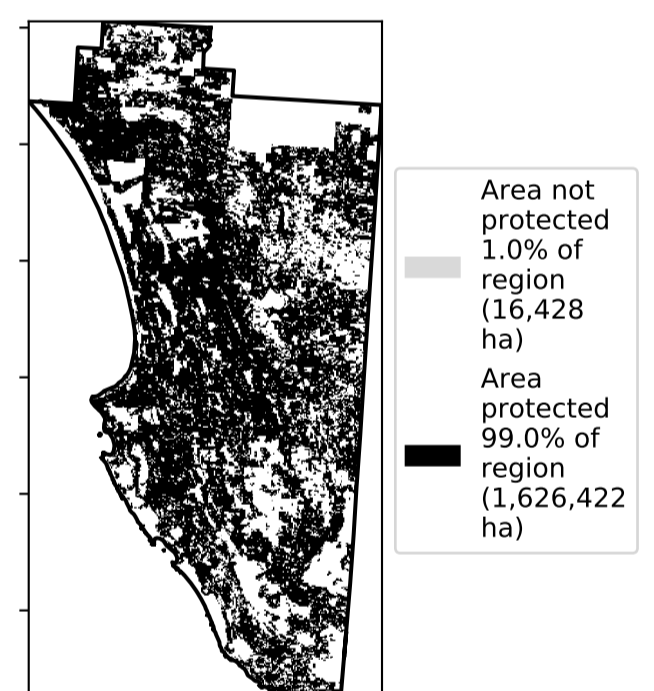 Area not
protected
1.0% of
region
(16,428
ha)
Area
protected
99.0% of
region
(1,626,422
ha)